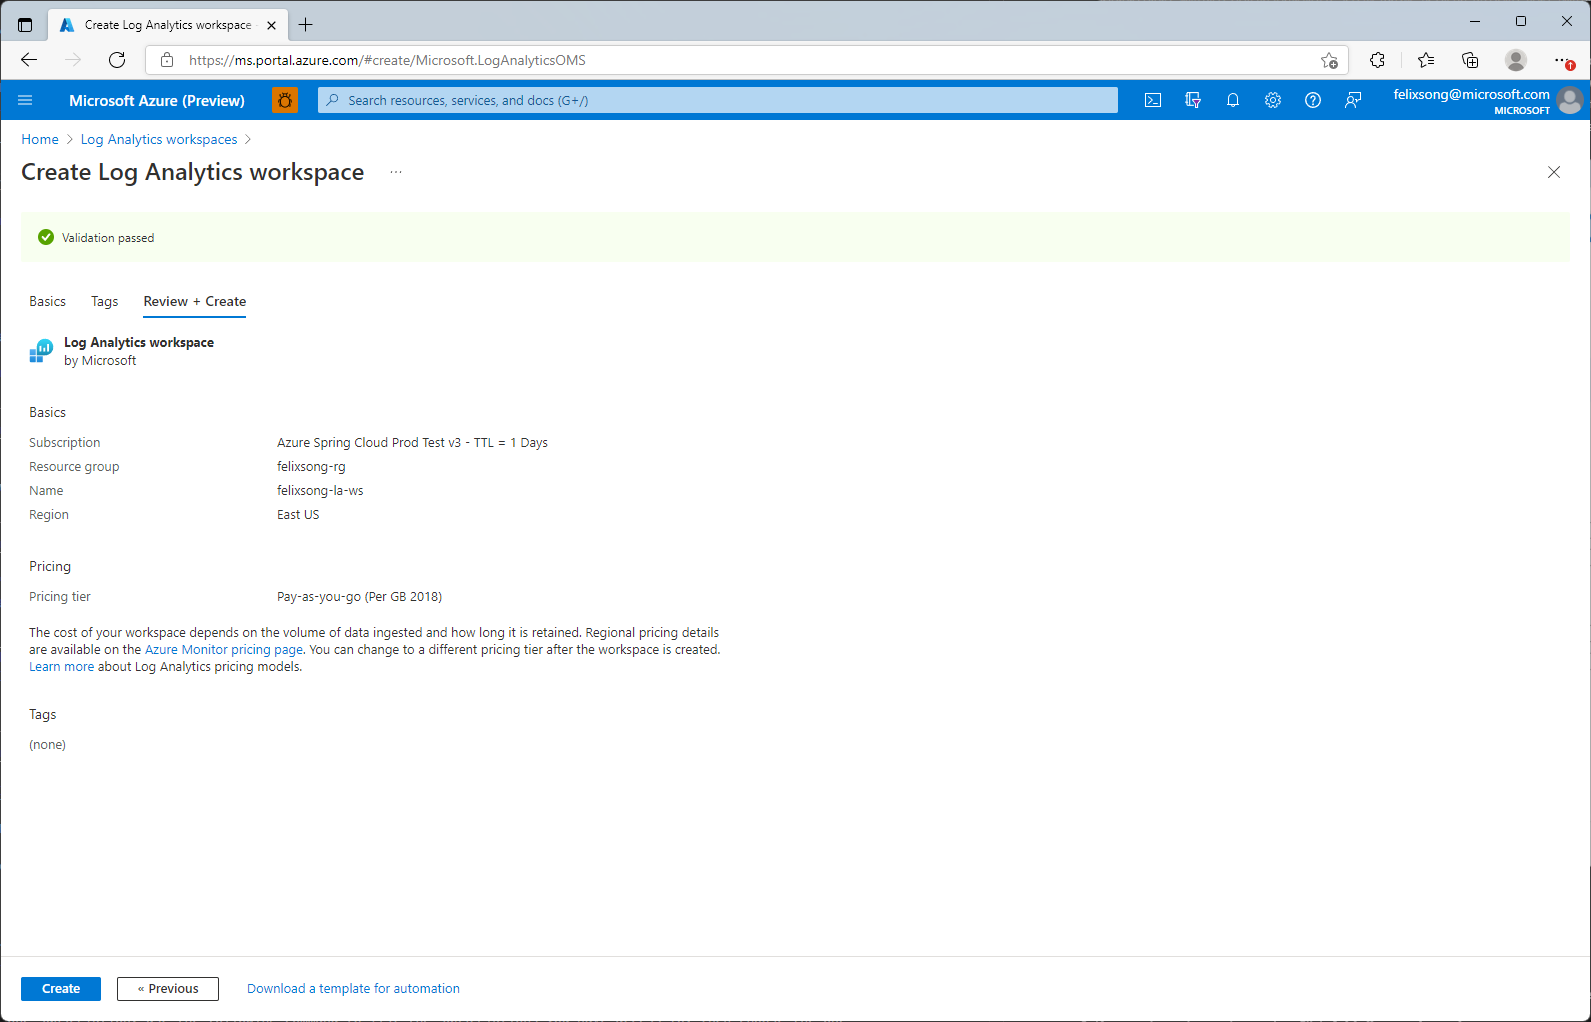 Create Log Analytics workspace
https://ms.portal.azure.com/#create/Microsoft.LogAnalyticsOMS
Microsoft Azure (Preview)
Search resources, services, and docs (G+/)
felixsong@microsoft.com
MICROSOFT
Home > Log Analytics workspaces >
Create Log Analytics workspace ...
Validation passed
Basics Tags Review + Create
Log Analytics workspace
by Microsoft
Basics
Subscription Azure Spring Cloud Prod Test v3 - TTL = 1 Days
Resource group felixsong-rg
Name felixsong-la-ws
Region East US
Pricing
Pricing tier Pay-as-you-go (Per GB 2018)
The cost of your workspace depends on the volume of data ingested and how long it is retained. Regional pricing details
are available on the Azure Monitor pricing page. You can change to a different pricing tier after the workspace is created.
Learn more about Log Analytics pricing models.
Tags
(none)
Create « Previous Download a template for automation